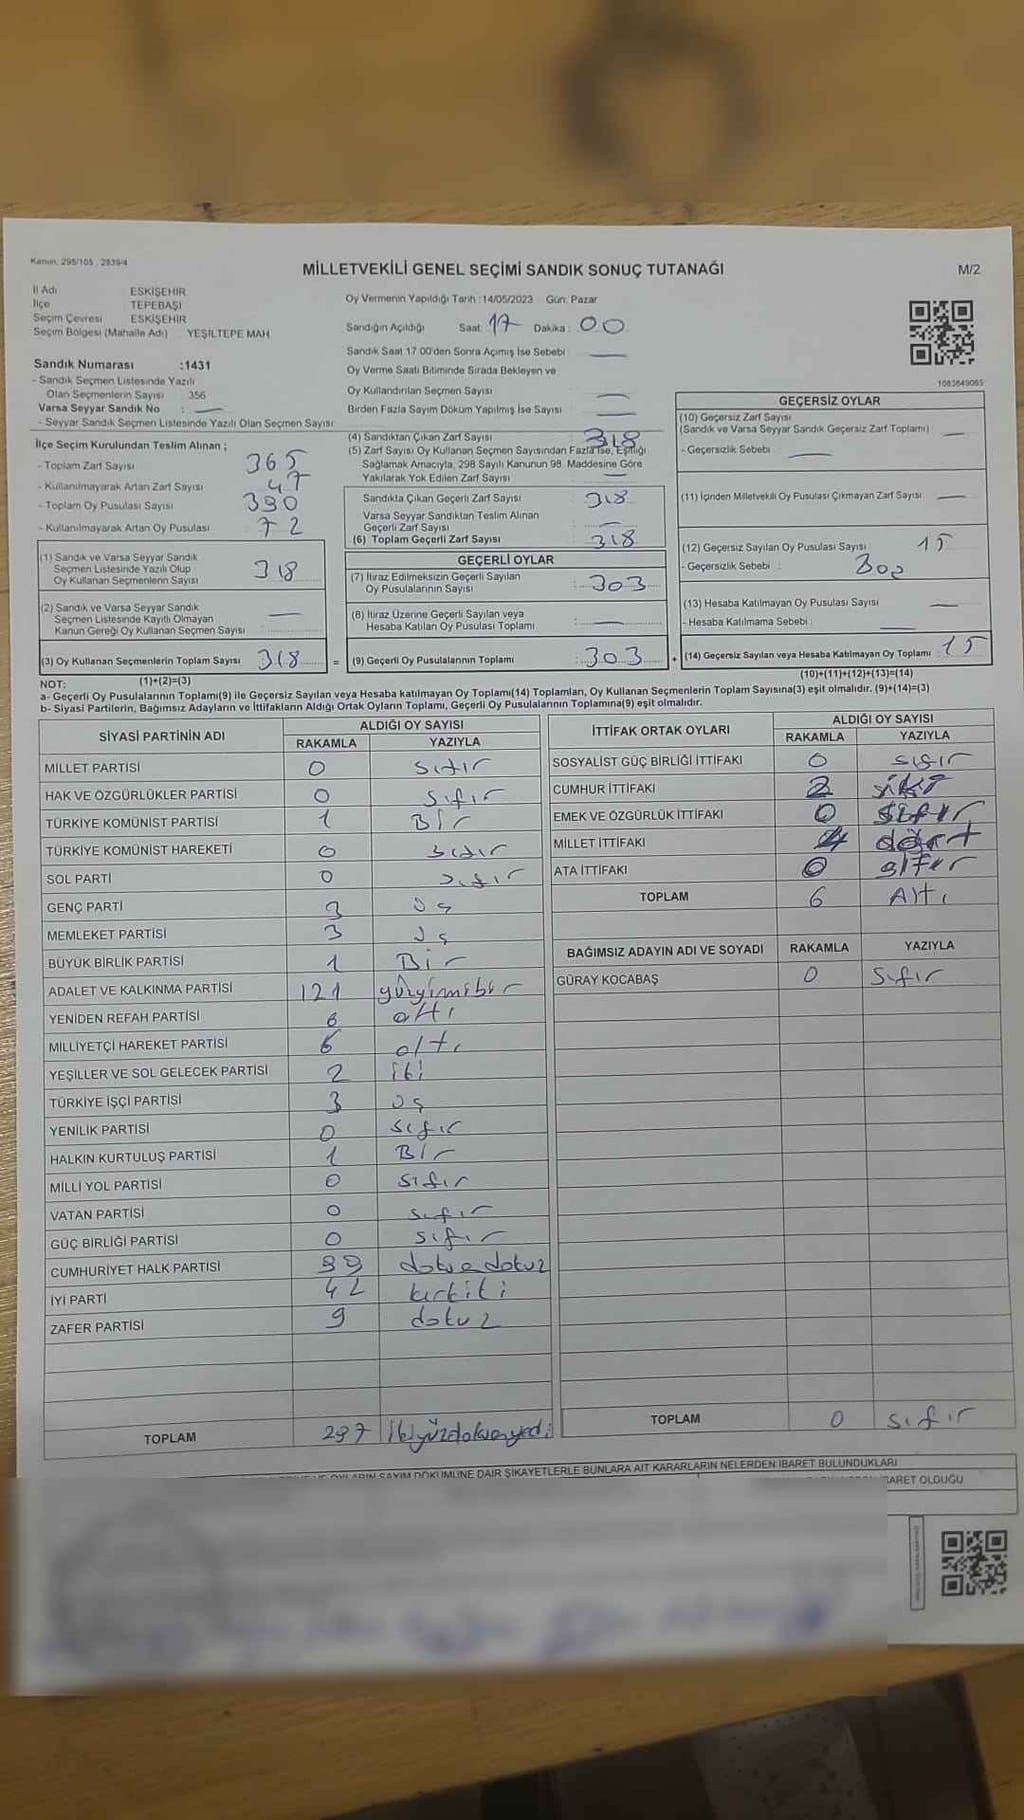 Kanun. 298/105 , 2839/4
MİLLETVEKİLİ GENEL SEÇİMİ SANDIK SONUÇ TUTANAĞI
M/2
İl Adı ESKİŞEHİR
İlçe TEPEBAŞI
Seçim Çevresi ESKİŞEHİR
Seçim Bölgesi (Mahalle Adı) YEŞİLTEPE MAH
Oy Vermenin Yapıldığı Tarih :14/05/2023 Gün: Pazar
Sandığın Açıldığı Saat: 17 Dakika : 00
Sandık Saat 17 00'den Sonra Açımış İse Sebebi :
Oy Verme Saati Bitiminde Sırada Bekleyen ve
Oy Kullandırılan Seçmen Sayısı :
Birden Fazla Sayım Döküm Yapılmış İse Sayısı :
Sandık Numarası :1431
- Sandık Seçmen Listesinde Yazılı
Olan Seçmenlerin Sayısı : 356
Varsa Seyyar Sandık No :
- Seyyar Sandık Seçmen Listesinde Yazılı Olan Seçmen Sayısı
İlçe Seçim Kurulundan Teslim Alınan ;
- Toplam Zarf Sayısı 365
- Kullanılmayarak Artan Zarf Sayısı 47
- Toplam Oy Pusulası Sayısı 390
- Kullanılmayarak Artan Oy Pusulası 72
(1) Sandık ve Varsa Seyyar Sandık
Seçmen Listesinde Yazılı Olup
Oy Kullanan Seçmenlerin Sayısı 318
(2) Sandık ve Varsa Seyyar Sandık
Seçmen Listesinde Kayıtlı Olmayan
Kanun Gereği Oy Kullanan Seçmen Sayısı
(3) Oy Kullanan Seçmenlerin Toplam Sayısı 318 =
(1)+(2)=(3)
(4) Sandıktan Çıkan Zarf Sayısı 318
(5) Zarf Sayısı Oy Kullanan Seçmen Sayısından Fazla İse, Eşitliği
Sağlamak Amacıyla, 298 Sayılı Kanunun 98. Maddesine Göre
Yakılarak Yok Edilen Zarf Sayısı :
Sandıkta Çıkan Geçerli Zarf Sayısı : 318
Varsa Seyyar Sandıktan Teslim Alınan
Geçerli Zarf Sayısı
(6) Toplam Geçerli Zarf Sayısı : 318
GEÇERLİ OYLAR
(7) İtiraz Edilmeksizin Geçerli Sayılan
Oy Pusulalarının Sayısı : 303
(8) İtiraz Üzerine Geçerli Sayılan veya
Hesaba Katılan Oy Pusulası Toplamı :
(9) Geçerli Oy Pusulalarının Toplamı : 303 +
1083649065
GEÇERSİZ OYLAR
(10) Geçersiz Zarf Sayısı
(Sandık ve Varsa Seyyar Sandık Geçersiz Zarf Toplamı) :
- Geçersizlik Sebebi :
(11) İçinden Milletvekili Oy Pusulası Çıkmayan Zarf Sayısı :
(12) Geçersiz Sayılan Oy Pusulası Sayısı 15
- Geçersizlik Sebebi :
(13) Hesaba Katılmayan Oy Pusulası Sayısı
- Hesaba Katılmama Sebebi :
(14) Geçersiz Sayılan veya Hesaba Katılmayan Oy Toplamı : 15
(10)+(11)+(12)+(13)=(14)
NOT:
a- Geçerli Oy Pusulalarının Toplamı(9) ile Geçersiz Sayılan veya Hesaba katılmayan Oy Toplamı(14) Toplamları, Oy Kullanan Seçmenlerin Toplam Sayısına(3) eşit olmalıdır. (9)+(14)=(3)
b- Siyasi Partilerin, Bağımsız Adayların ve İttifakların Aldığı Ortak Oyların Toplamı, Geçerli Oy Pusulalarının Toplamına(9) eşit olmalıdır.
SİYASİ PARTİNİN ADI ALDIĞI OY SAYISI
RAKAMLA YAZIYLA
MİLLET PARTİSİ 0 sıfır
HAK VE ÖZGÜRLÜKLER PARTİSİ 0 sıfır
TÜRKİYE KOMÜNİST PARTİSİ 1 Bir
TÜRKİYE KOMÜNİST HAREKETİ 0 sıfır
SOL PARTİ 0 sıfır
GENÇ PARTİ 3 üç
MEMLEKET PARTİSİ 3 üç
BÜYÜK BİRLİK PARTİSİ 1 Bir
ADALET VE KALKINMA PARTİSİ 121 yüzyirmibir
YENİDEN REFAH PARTİSİ 6 altı
MİLLİYETÇİ HAREKET PARTİSİ 6 altı
YEŞİLLER VE SOL GELECEK PARTİSİ 2 iki
TÜRKİYE İŞÇİ PARTİSİ 3 üç
YENİLİK PARTİSİ 0 sıfır
HALKIN KURTULUŞ PARTİSİ 1 Bir
MİLLİ YOL PARTİSİ 0 sıfır
VATAN PARTİSİ 0 sıfır
GÜÇ BİRLİĞİ PARTİSİ 0 sıfır
CUMHURİYET HALK PARTİSİ 99 doksadokuz
İYİ PARTİ 42 kırkiki
ZAFER PARTİSİ 9 dokuz
TOPLAM 297 ikiyüzdoksanyedi
İTTİFAK ORTAK OYLARI ALDIĞI OY SAYISI
RAKAMLA YAZIYLA
SOSYALİST GÜÇ BİRLİĞİ İTTİFAKI 0 sıfır
CUMHUR İTTİFAKI 2 iki
EMEK VE ÖZGÜRLÜK İTTİFAKI 0 sıfır
MİLLET İTTİFAKI 4 dört
ATA İTTİFAKI 0 sıfır
TOPLAM 6 Altı
BAĞIMSIZ ADAYIN ADI VE SOYADI RAKAMLA YAZIYLA
GÜRAY KOCABAŞ 0 sıfır
TOPLAM 0 sıfır
OYLARIN SAYIM DÖKÜMÜNE DAİR ŞİKAYETLERLE BUNLARA AİT KARARLARIN NELERDEN İBARET BULUNDUKLARI
İBARET OLDUĞU